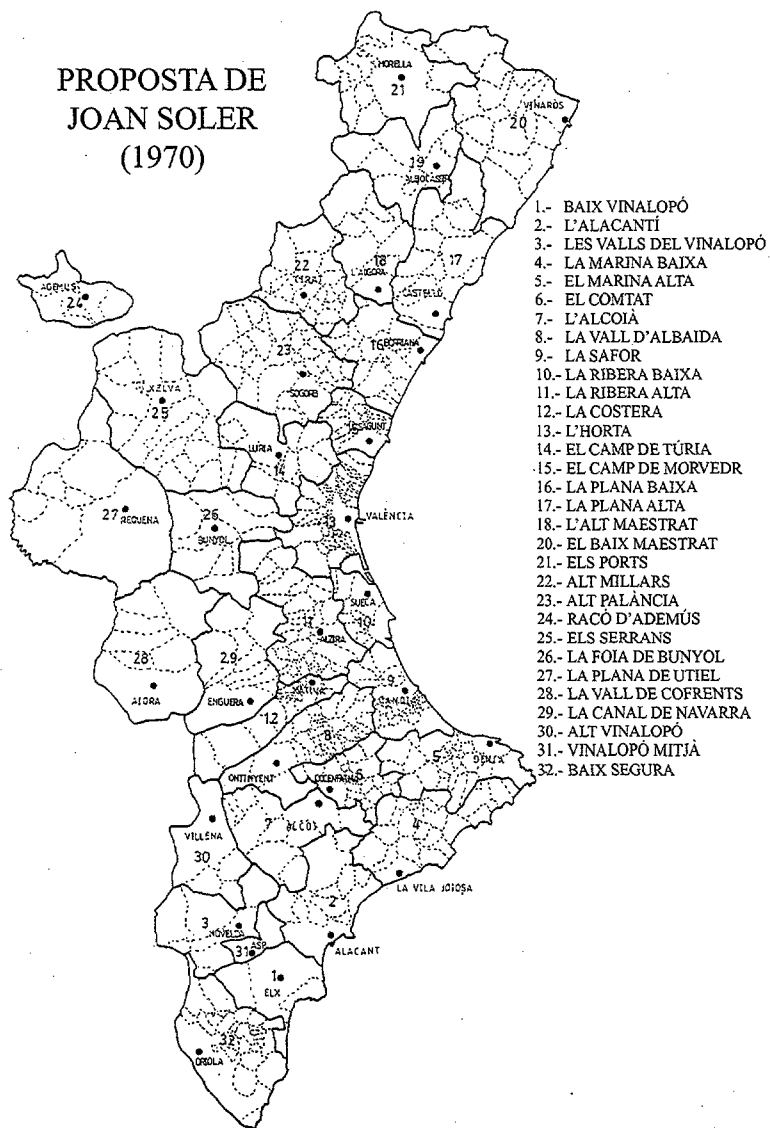 PROPOSTA DE
JOAN SOLER
(1970)
MORELLA
21
VINARÒS
20
19
ALBOCÀSSER
22
18
L'ALCORA
17
CASTELLÓ
ADEMUS
24
23
SOGORB
16
BORRIANA
XELVA
25
LLÍRIA
14
SAGUNT
27
REQUENA
26
BUNYOL
13
VALÈNCIA
SUECA
10
11
ALZIRA
28
AIORA
29
ENGUERA
XÀTIVA
9
GANDIA
12
8
ONTINYENT
COCENTAINA
6
5
DÉNIA
VILLENA
30
7
ALCOI
4
LA VILA JOIOSA
2
ALACANT
3
NOVELDA
31
ASP
1
ELX
32
ORIOLA
1.- BAIX VINALOPÓ
2.- L'ALACANTÍ
3.- LES VALLS DEL VINALOPÓ
4.- LA MARINA BAIXA
5.- EL MARINA ALTA
6.- EL COMTAT
7.- L'ALCOIÀ
8.- LA VALL D'ALBAIDA
9.- LA SAFOR
10.- LA RIBERA BAIXA
11.- LA RIBERA ALTA
12.- LA COSTERA
13.- L'HORTA
14.- EL CAMP DE TÚRIA
15.- EL CAMP DE MORVEDR
16.- LA PLANA BAIXA
17.- LA PLANA ALTA
18.- L'ALT MAESTRAT
20.- EL BAIX MAESTRAT
21.- ELS PORTS
22.- ALT MILLARS
23.- ALT PALÀNCIA
24.- RACÓ D'ADEMÚS
25.- ELS SERRANS
26.- LA FOIA DE BUNYOL
27.- LA PLANA DE UTIEL
28.- LA VALL DE COFRENTS
29.- LA CANAL DE NAVARRA
30.- ALT VINALOPÓ
31.- VINALOPÓ MITJÀ
32.- BAIX SEGURA